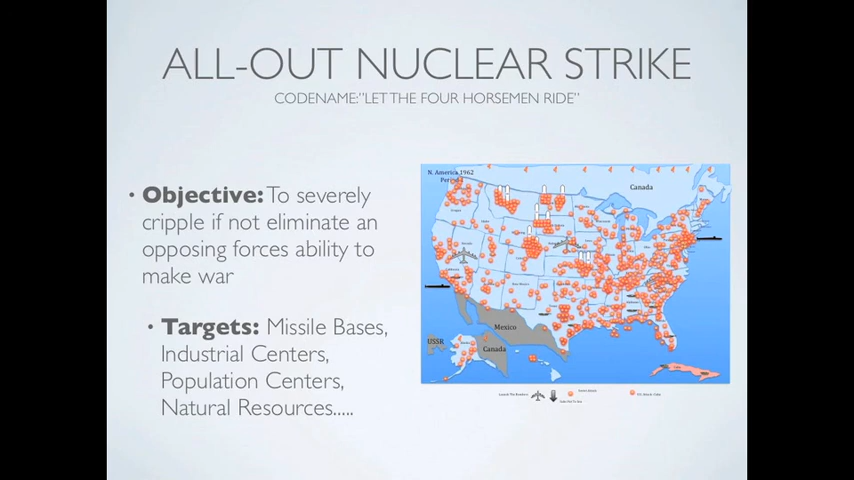 ALL-OUT NUCLEAR STRIKE
CODENAME:"LET THE FOUR HORSEMEN RIDE"
• Objective: To severely
cripple if not eliminate an
opposing forces ability to
make war
• Targets: Missile Bases,
Industrial Centers,
Population Centers,
Natural Resources.....
N. America 1962
Canada
Mexico
USSR
Canada